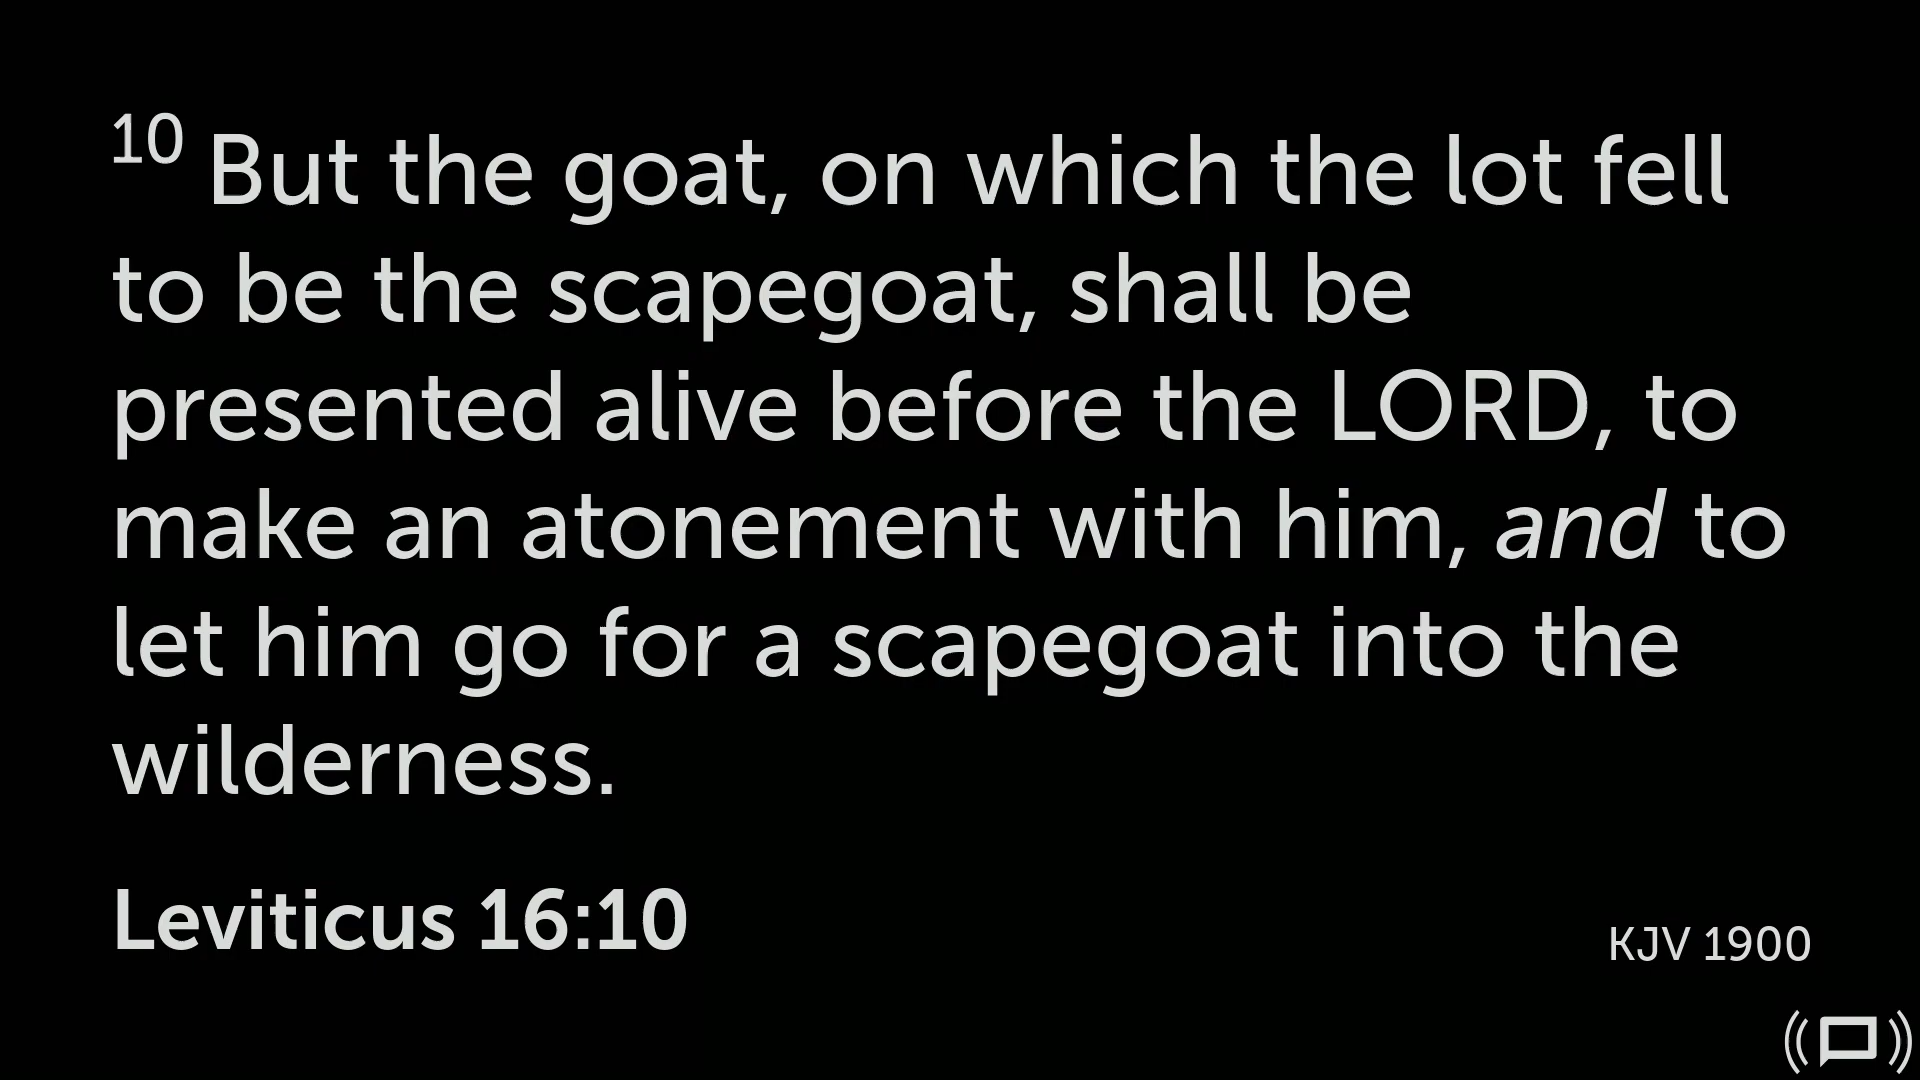 10 But the goat, on which the lot fell
to be the scapegoat, shall be
presented alive before the LORD, to
make an atonement with him, and to
let him go for a scapegoat into the
wilderness.
Leviticus 16:10
KJV 1900